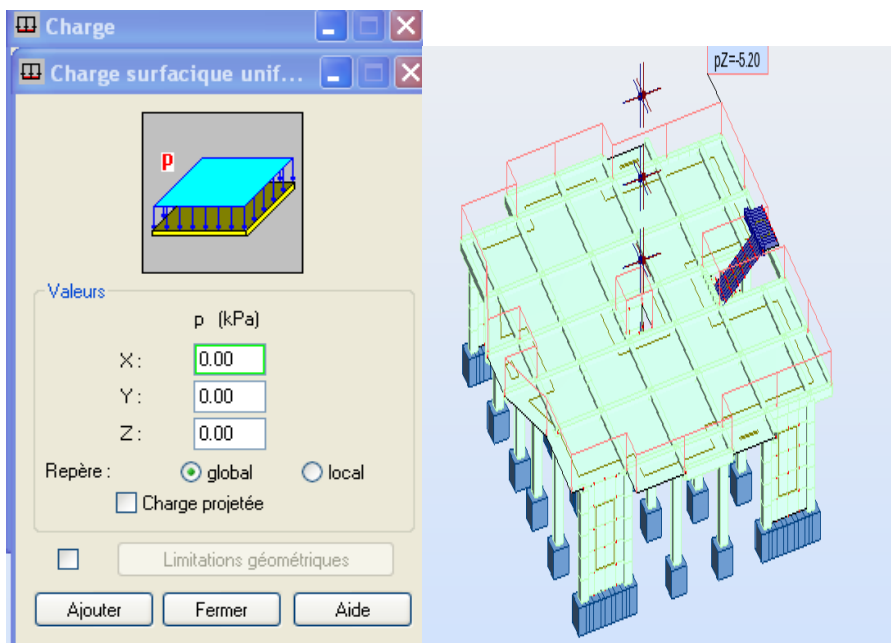 Charge
Charge surfacique unif...
p
Valeurs
p (kPa)
X : 0.00
Y : 0.00
Z : 0.00
Repère : global local
Charge projetée
Limitations géométriques
Ajouter Fermer Aide
pZ=-5.20